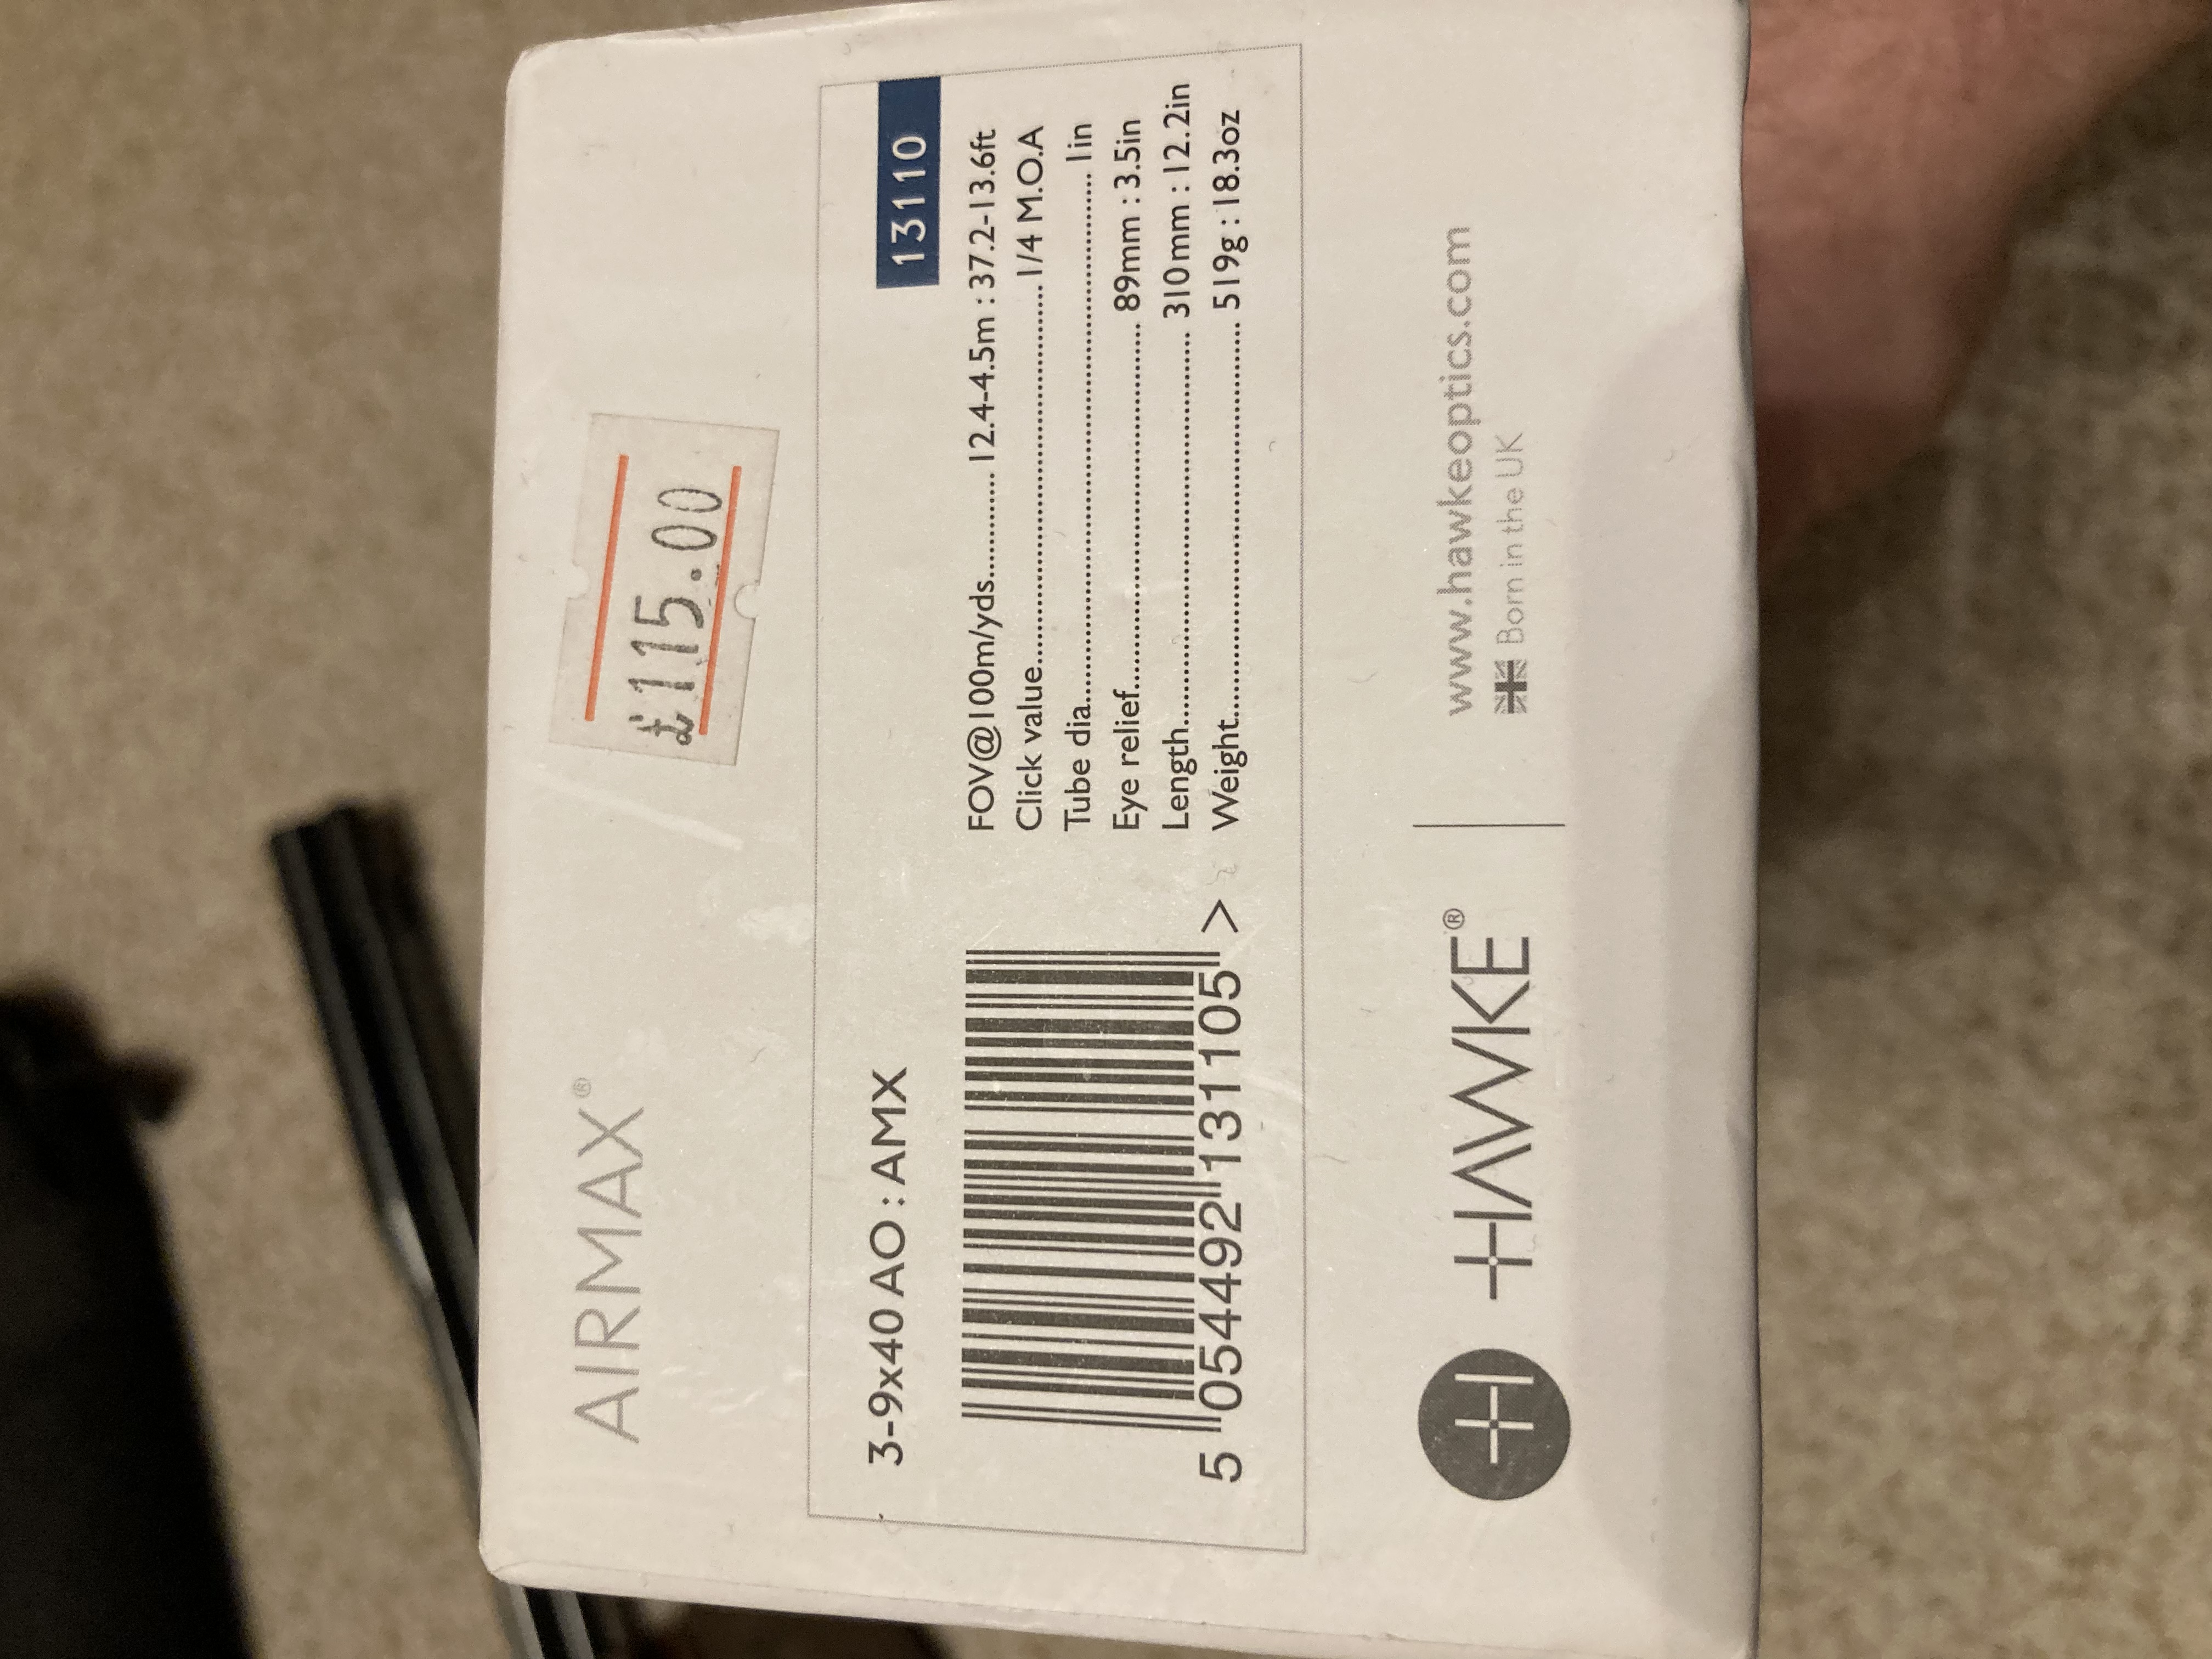 AIRMAX®
£115.00
3-9x40 AO : AMX
13110
FOV@100m/yds.......... 12.4-4.5m : 37.2-13.6ft
Click value.......... 1/4 M.O.A
Tube dia.......... 1in
Eye relief.......... 89mm : 3.5in
Length.......... 310mm : 12.2in
Weight.......... 519g : 18.3oz
5 054492 131105 >
HAWKE®
www.hawkeoptics.com
Born in the UK